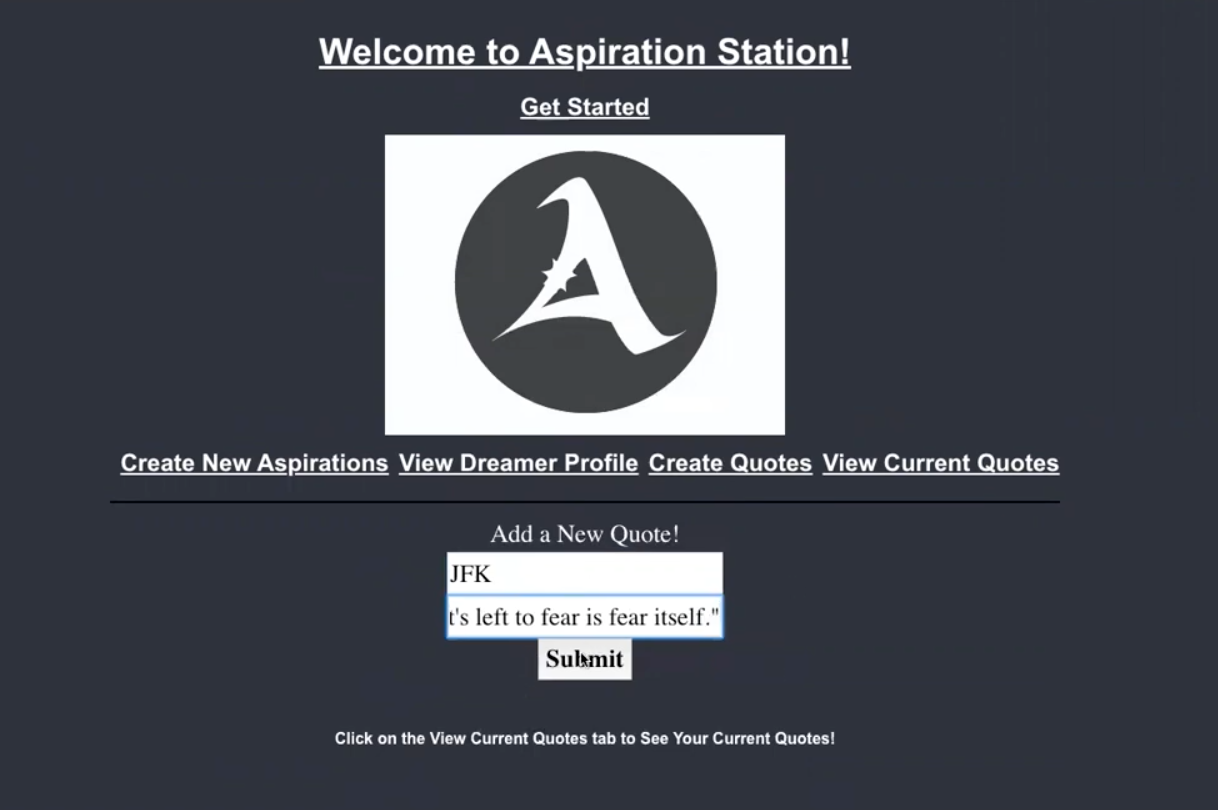 Welcome to Aspiration Station!
Get Started
A
Create New Aspirations View Dreamer Profile Create Quotes View Current Quotes
Add a New Quote!
JFK
t's left to fear is fear itself."
Submit
Click on the View Current Quotes tab to See Your Current Quotes!